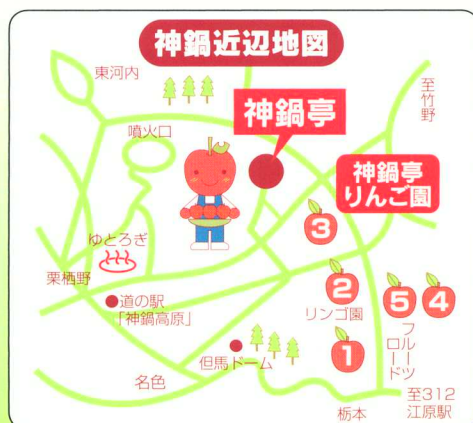 神鍋近辺地図
東河内
至竹野
神鍋亭
噴火口
神鍋亭
りんご園
3
ゆとろぎ
栗栖野
2
5
4
リンゴ園
●道の駅
「神鍋高原」
フルーツ
ロード
1
但馬ドーム
名色
至312
江原駅
栃本